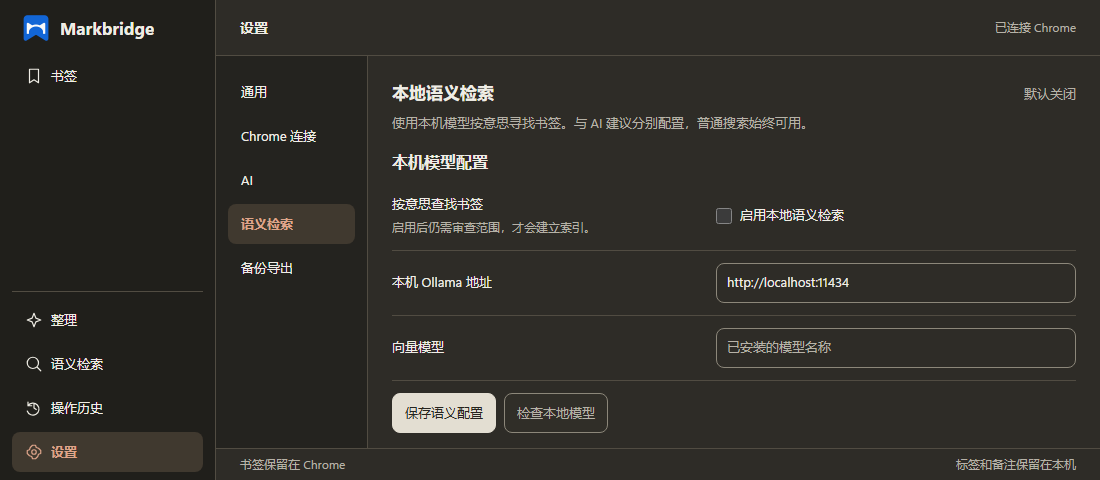 Markbridge
书签
整理
语义检索
操作历史
设置
设置
已连接 Chrome
通用
Chrome 连接
AI
语义检索
备份导出
本地语义检索
默认关闭
使用本机模型按意思寻找书签。与 AI 建议分别配置，普通搜索始终可用。
本机模型配置
按意思查找书签
启用后仍需审查范围，才会建立索引。
启用本地语义检索
本机 Ollama 地址
http://localhost:11434
向量模型
已安装的模型名称
保存语义配置
检查本地模型
书签保留在 Chrome
标签和备注保留在本机